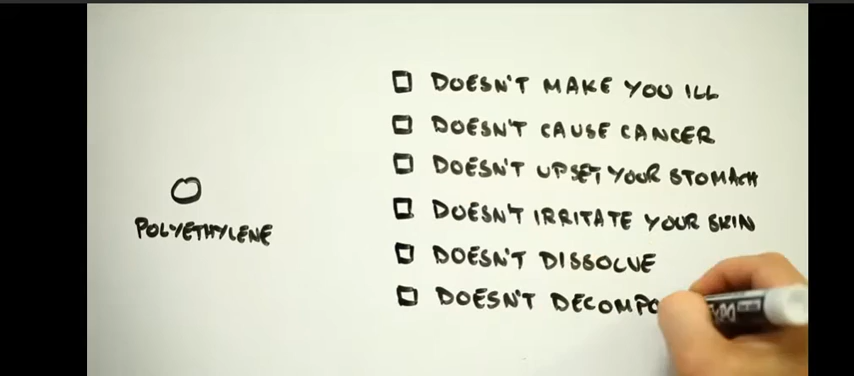 DOESN'T MAKE YOU ILL
DOESN'T CAUSE CANCER
DOESN'T UPSET YOUR STOMACH
DOESN'T IRRITATE YOUR SKIN
DOESN'T DISSOLVE
DOESN'T DECOMPO
POLYETHYLENE